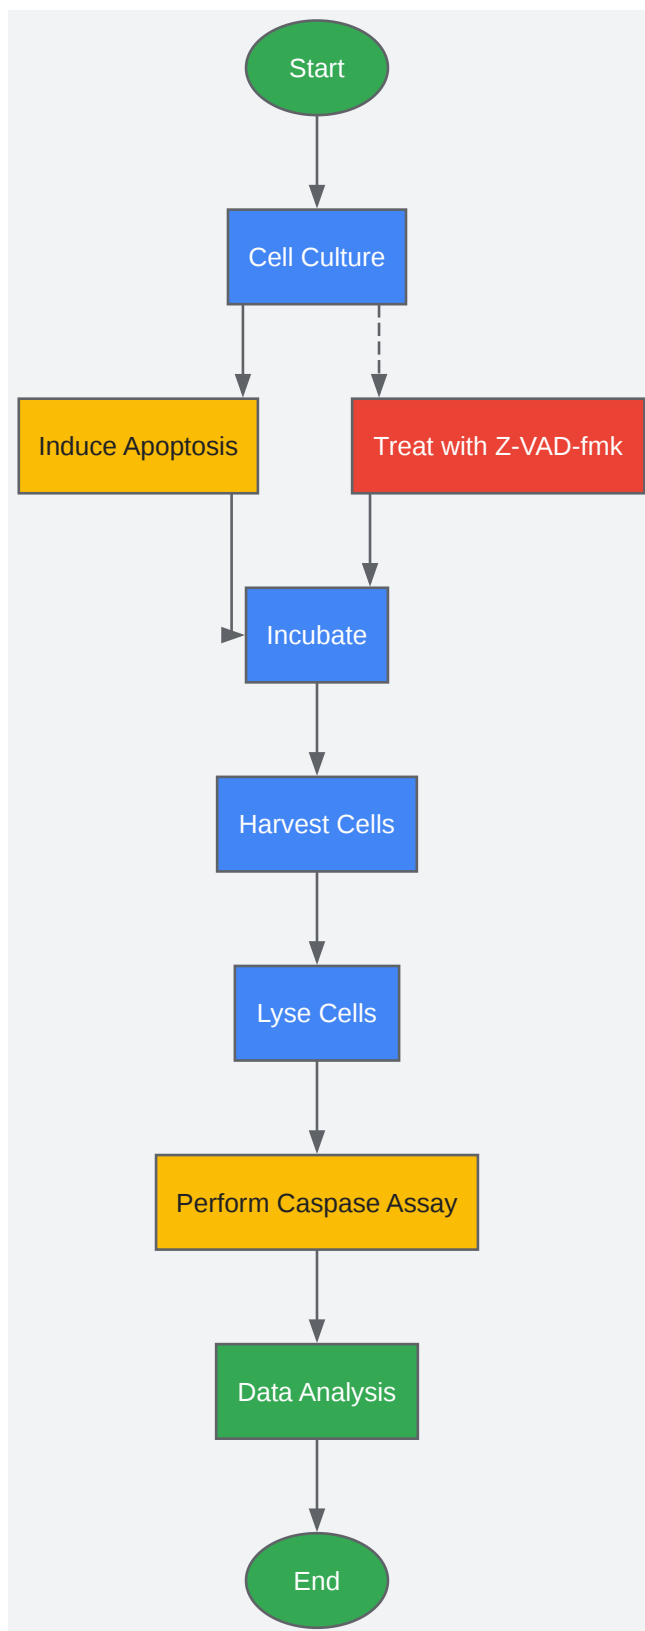 Start
Cell Culture
Induce Apoptosis
Treat with Z-VAD-fmk
Incubate
Harvest Cells
Lyse Cells
Perform Caspase Assay
Data Analysis
End